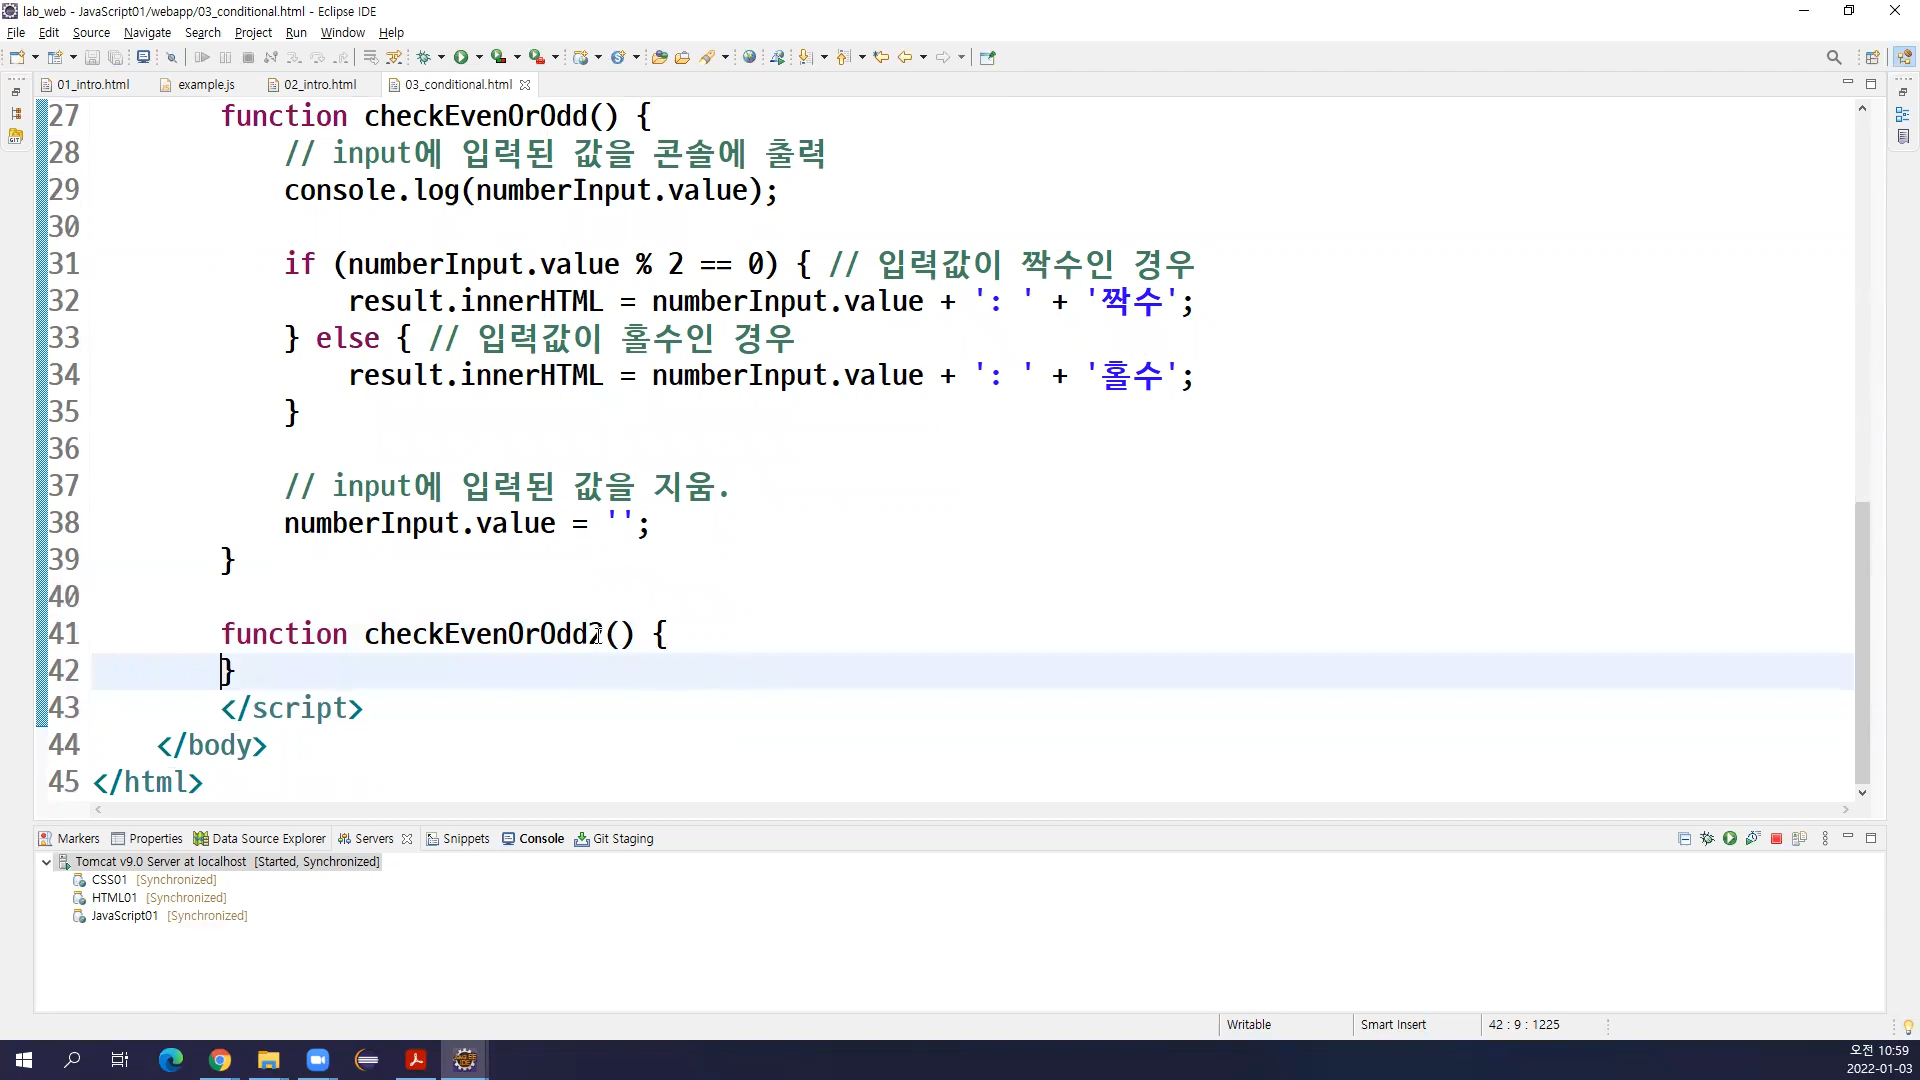 lab_web - JavaScript01/webapp/03_conditional.html - Eclipse IDE
File Edit Source Navigate Search Project Run Window Help
01_intro.html example.js 02_intro.html 03_conditional.html
27 function checkEvenOrOdd() {
28 // input에 입력된 값을 콘솔에 출력
29 console.log(numberInput.value);
30
31 if (numberInput.value % 2 == 0) { // 입력값이 짝수인 경우
32 result.innerHTML = numberInput.value + ': ' + '짝수';
33 } else { // 입력값이 홀수인 경우
34 result.innerHTML = numberInput.value + ': ' + '홀수';
35 }
36
37 // input에 입력된 값을 지움.
38 numberInput.value = '';
39 }
40
41 function checkEvenOrOdd2() {
42 }
43 </script>
44 </body>
45 </html>
Markers Properties Data Source Explorer Servers Snippets Console Git Staging
Tomcat v9.0 Server at localhost [Started, Synchronized]
CSS01 [Synchronized]
HTML01 [Synchronized]
JavaScript01 [Synchronized]
Writable Smart Insert 42 : 9 : 1225
오전 10:59
2022-01-03